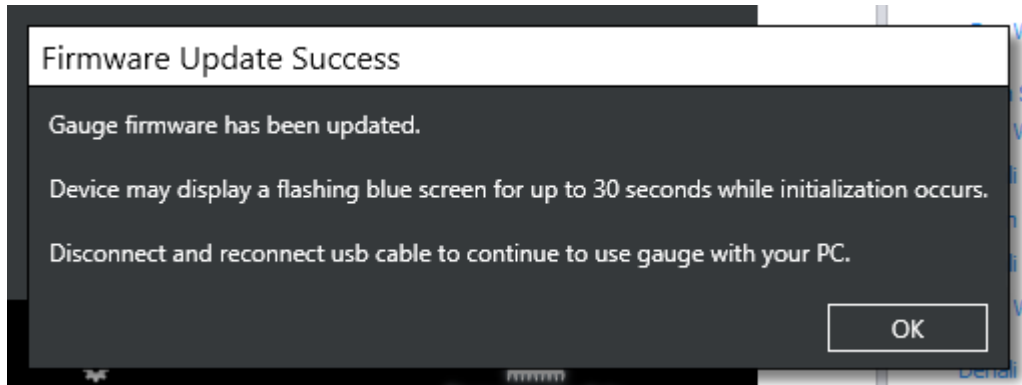 Firmware Update Success
Gauge firmware has been updated.
Device may display a flashing blue screen for up to 30 seconds while initialization occurs.
Disconnect and reconnect usb cable to continue to use gauge with your PC.
OK